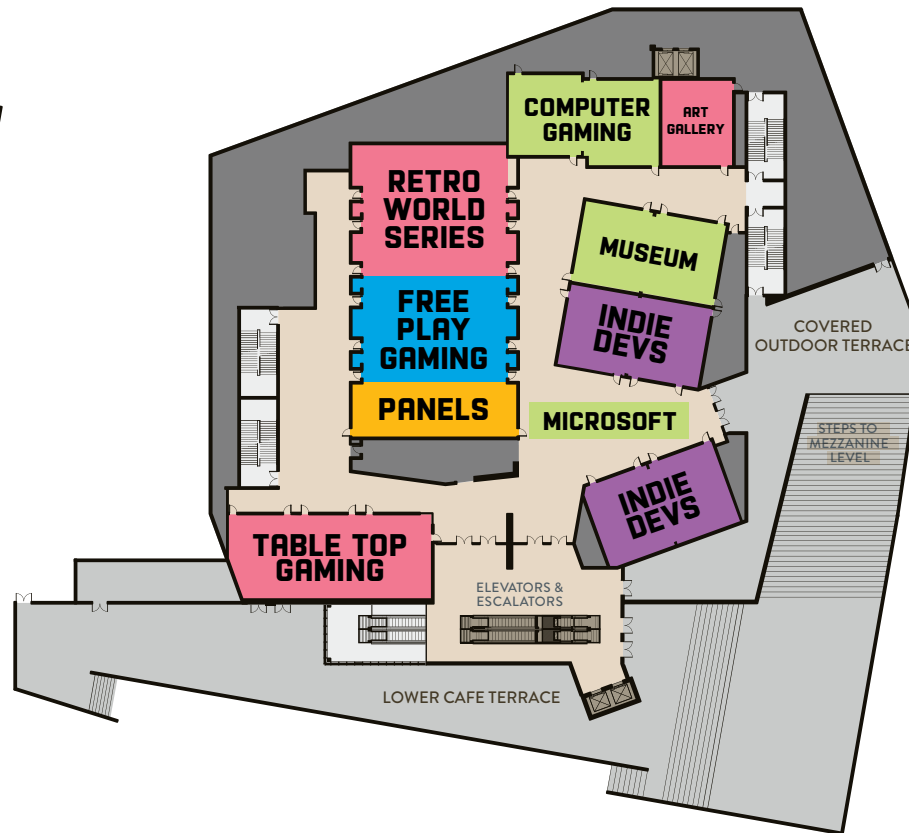 COMPUTER
GAMING
ART
GALLERY
RETRO
WORLD
SERIES
MUSEUM
FREE
PLAY
GAMING
INDIE
DEVS
COVERED
OUTDOOR TERRACE
PANELS
MICROSOFT
STEPS TO
MEZZANINE
LEVEL
INDIE
DEVS
TABLE TOP
GAMING
ELEVATORS &
ESCALATORS
LOWER CAFE TERRACE